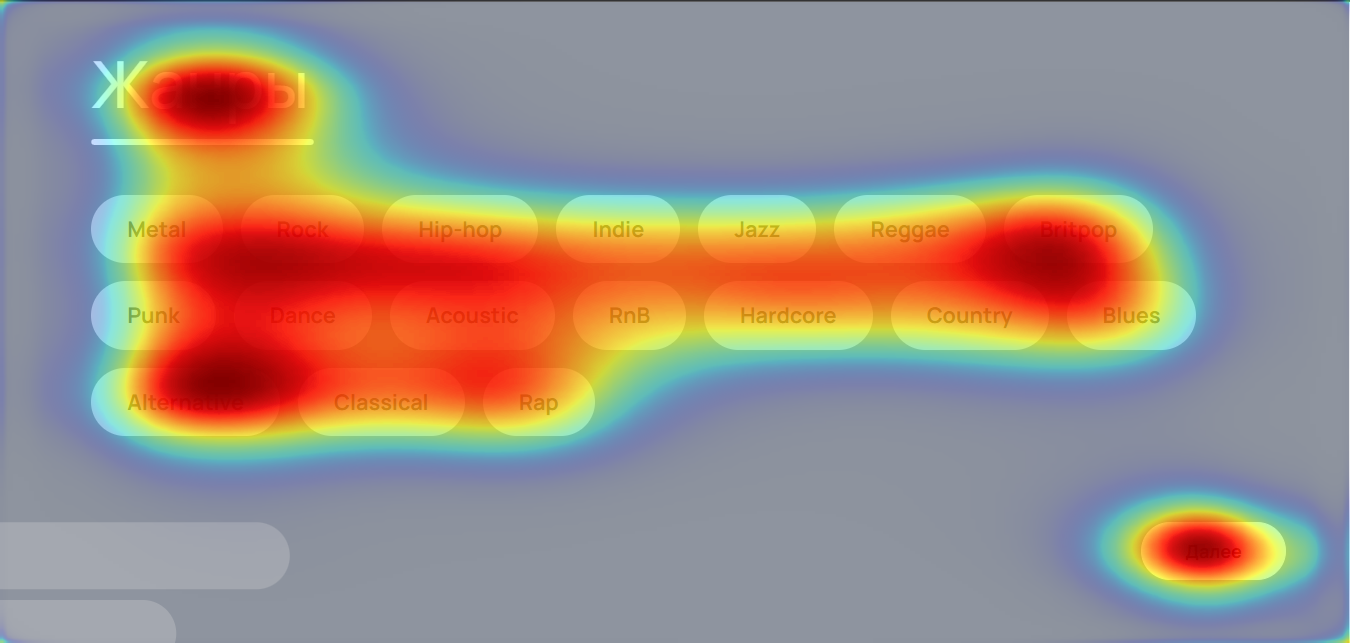 Жанры
Metal Rock Hip-hop Indie Jazz Reggae Britpop
Punk Dance Acoustic RnB Hardcore Country Blues
Alternative Classical Rap
Далее